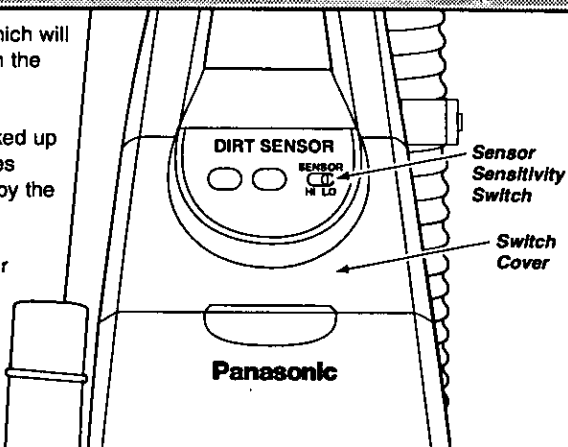 hich will
n the
ked up
es
by the
r
DIRT SENSOR
SENSOR
HI LO
Sensor
Sensitivity
Switch
Switch
Cover
Panasonic